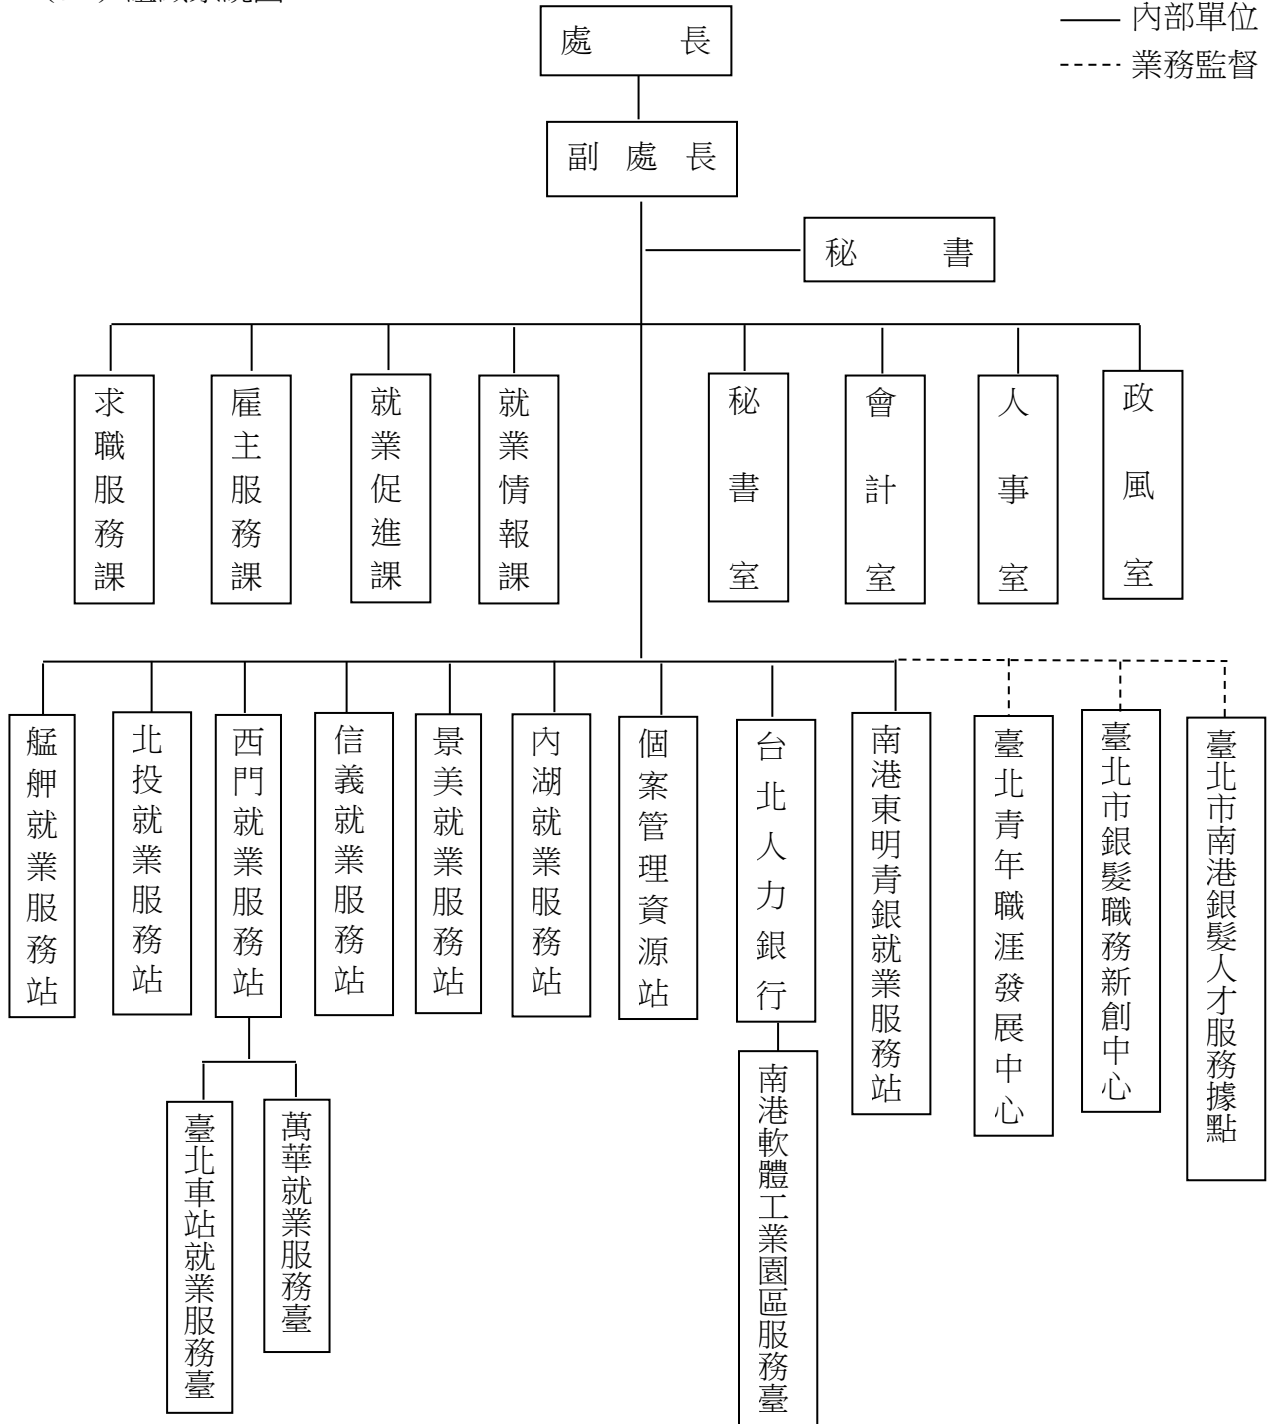 內部單位
業務監督
處 長
副 處 長
秘 書
求職服務課
雇主服務課
就業促進課
就業情報課
秘書室
會計室
人事室
政風室
艋舺就業服務站
北投就業服務站
西門就業服務站
信義就業服務站
景美就業服務站
內湖就業服務站
個案管理資源站
台北人力銀行
南港東明青銀就業服務站
臺北青年職涯發展中心
臺北市銀髮職務新創中心
臺北市南港銀髮人才服務據點
臺北車站就業服務臺
萬華就業服務臺
南港軟體工業園區服務臺